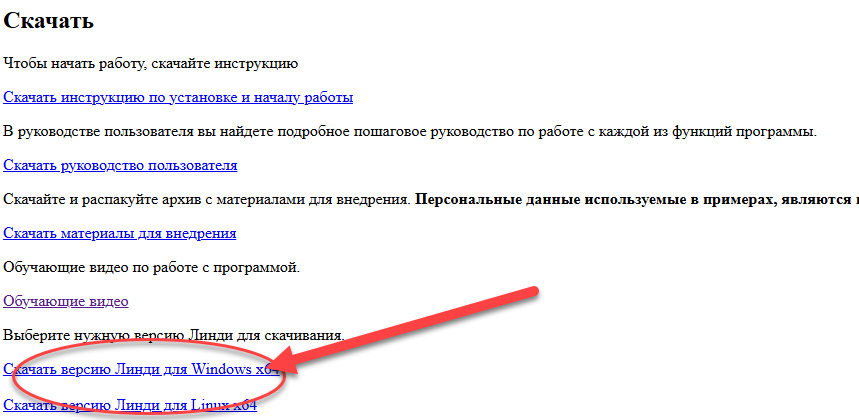 Скачать
Чтобы начать работу, скачайте инструкцию
Скачать инструкцию по установке и началу работы
В руководстве пользователя вы найдете подробное пошаговое руководство по работе с каждой из функций программы.
Скачать руководство пользователя
Скачайте и распакуйте архив с материалами для внедрения. Персональные данные используемые в примерах, являются
Скачать материалы для внедрения
Обучающие видео по работе с программой.
Обучающие видео
Выберите нужную версию Линди для скачивания.
Скачать версию Линди для Windows x64
Скачать версию Линди для Linux x64